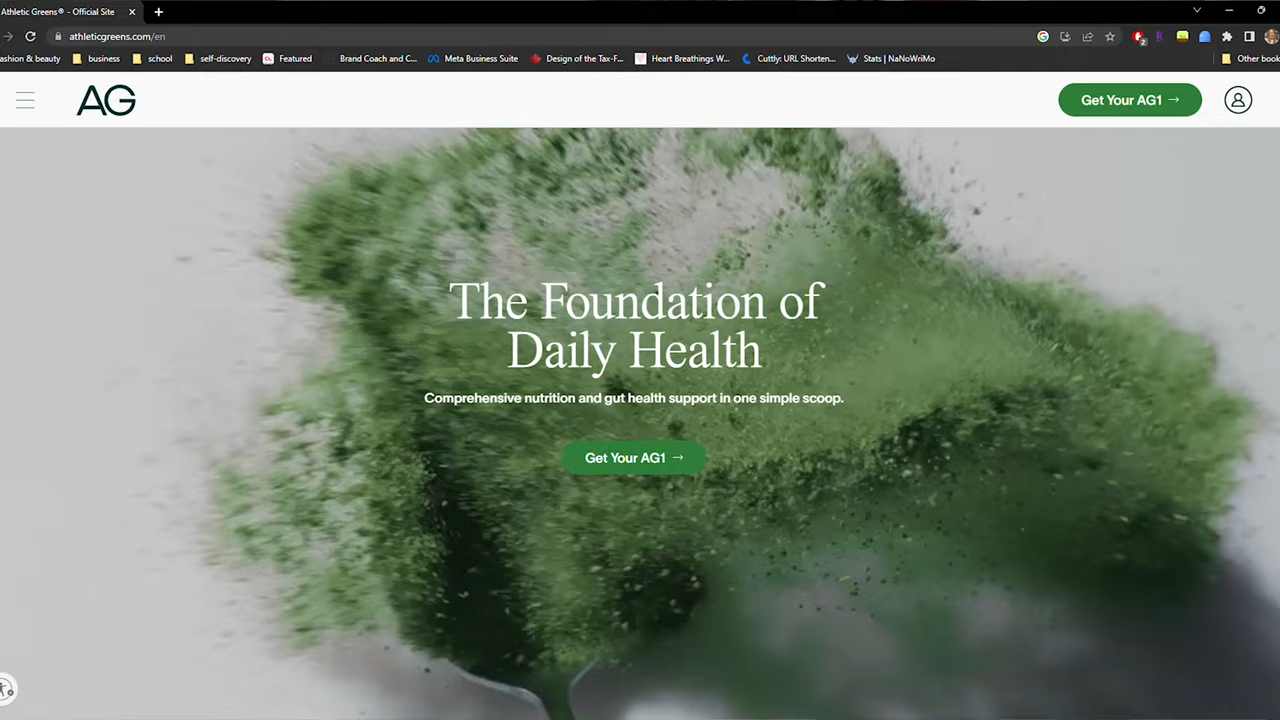 Athletic Greens® - Official Site
athleticgreens.com/en
ashion & beauty
business
school
self-discovery
Featured
Brand Coach and C...
Meta Business Suite
Design of the Tax-F...
Heart Breathings W...
Cuttly: URL Shorten...
Stats | NaNoWriMo
Other book
AG
Get Your AG1 →
The Foundation of
Daily Health
Comprehensive nutrition and gut health support in one simple scoop.
Get Your AG1 →